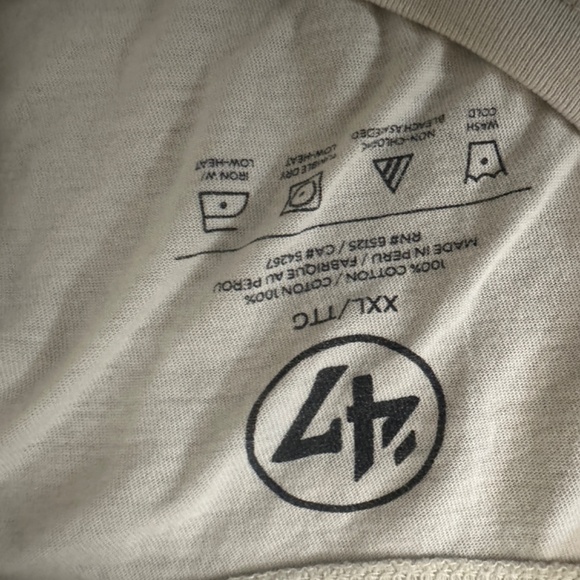 '47
XXL/TTG
100% COTTON / COTON 100%
MADE IN PERU / FABRIQUE AU PEROU
RN# 65125 / CA# 54267
WASH
COLD
NON-CHLORINE
BLEACH AS NEEDED
TUMBLE DRY
LOW-HEAT
IRON W/
LOW-HEAT